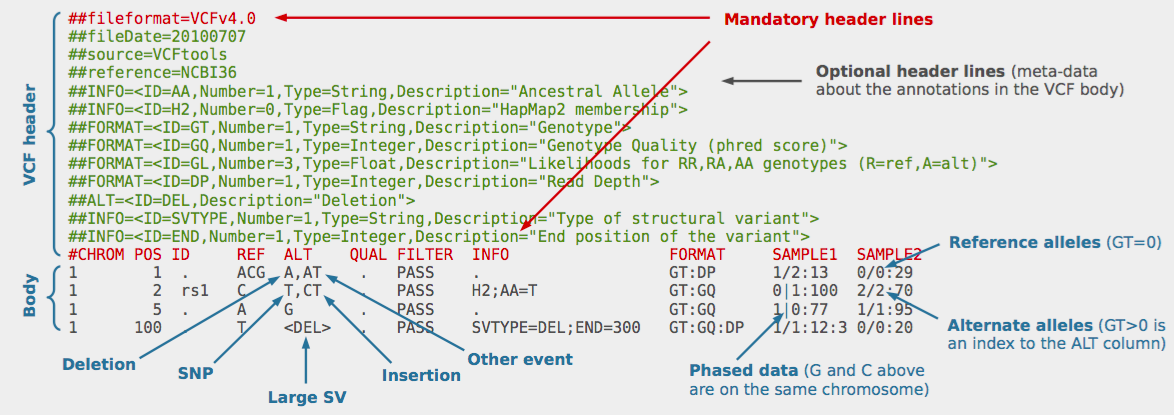 ##fileformat=VCFv4.0
Mandatory header lines
##fileDate=20100707
##source=VCFtools
##reference=NCBI36
Optional header lines (meta-data
about the annotations in the VCF body)
##INFO=<ID=AA,Number=1,Type=String,Description="Ancestral Allele">
##INFO=<ID=H2,Number=0,Type=Flag,Description="HapMap2 membership">
##FORMAT=<ID=GT,Number=1,Type=String,Description="Genotype">
##FORMAT=<ID=GQ,Number=1,Type=Integer,Description="Genotype Quality (phred score)">
##FORMAT=<ID=GL,Number=3,Type=Float,Description="Likelihoods for RR,RA,AA genotypes (R=ref,A=alt)">
##FORMAT=<ID=DP,Number=1,Type=Integer,Description="Read Depth">
##ALT=<ID=DEL,Description="Deletion">
##INFO=<ID=SVTYPE,Number=1,Type=String,Description="Type of structural variant">
##INFO=<ID=END,Number=1,Type=Integer,Description="End position of the variant">
VCF header
#CHROM POS ID REF ALT QUAL FILTER INFO FORMAT SAMPLE1 SAMPLE2
1 1 . ACG A,AT . PASS . GT:DP 1/2:13 0/0:29
1 2 rs1 C T,CT . PASS H2;AA=T GT:GQ 0|1:100 2/2:70
1 5 . A G . PASS . GT:GQ 1|0:77 1/1:95
1 100 T <DEL> . PASS SVTYPE=DEL;END=300 GT:GQ:DP 1/1:12:3 0/0:20
Body
Reference alleles (GT=0)
Alternate alleles (GT>0 is
an index to the ALT column)
Deletion
SNP
Large SV
Insertion
Other event
Phased data (G and C above
are on the same chromosome)